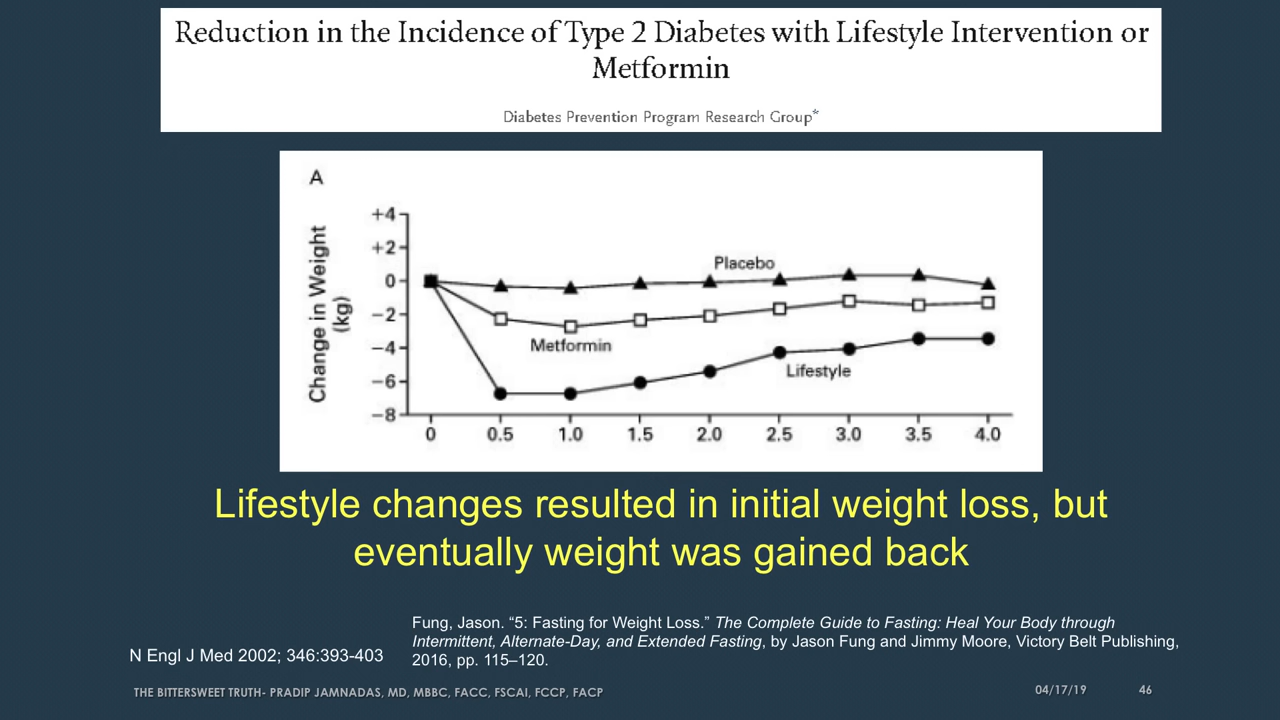 Reduction in the Incidence of Type 2 Diabetes with Lifestyle Intervention or
Metformin
Diabetes Prevention Program Research Group*
A
Change in Weight
(kg)
+4
+2
0
−2
−4
−6
−8
Placebo
Metformin
Lifestyle
0 0.5 1.0 1.5 2.0 2.5 3.0 3.5 4.0
Lifestyle changes resulted in initial weight loss, but
eventually weight was gained back
N Engl J Med 2002; 346:393-403
Fung, Jason. “5: Fasting for Weight Loss.” The Complete Guide to Fasting: Heal Your Body through
Intermittent, Alternate-Day, and Extended Fasting, by Jason Fung and Jimmy Moore, Victory Belt Publishing,
2016, pp. 115–120.
THE BITTERSWEET TRUTH- PRADIP JAMNADAS, MD, MBBC, FACC, FSCAI, FCCP, FACP
04/17/19
46